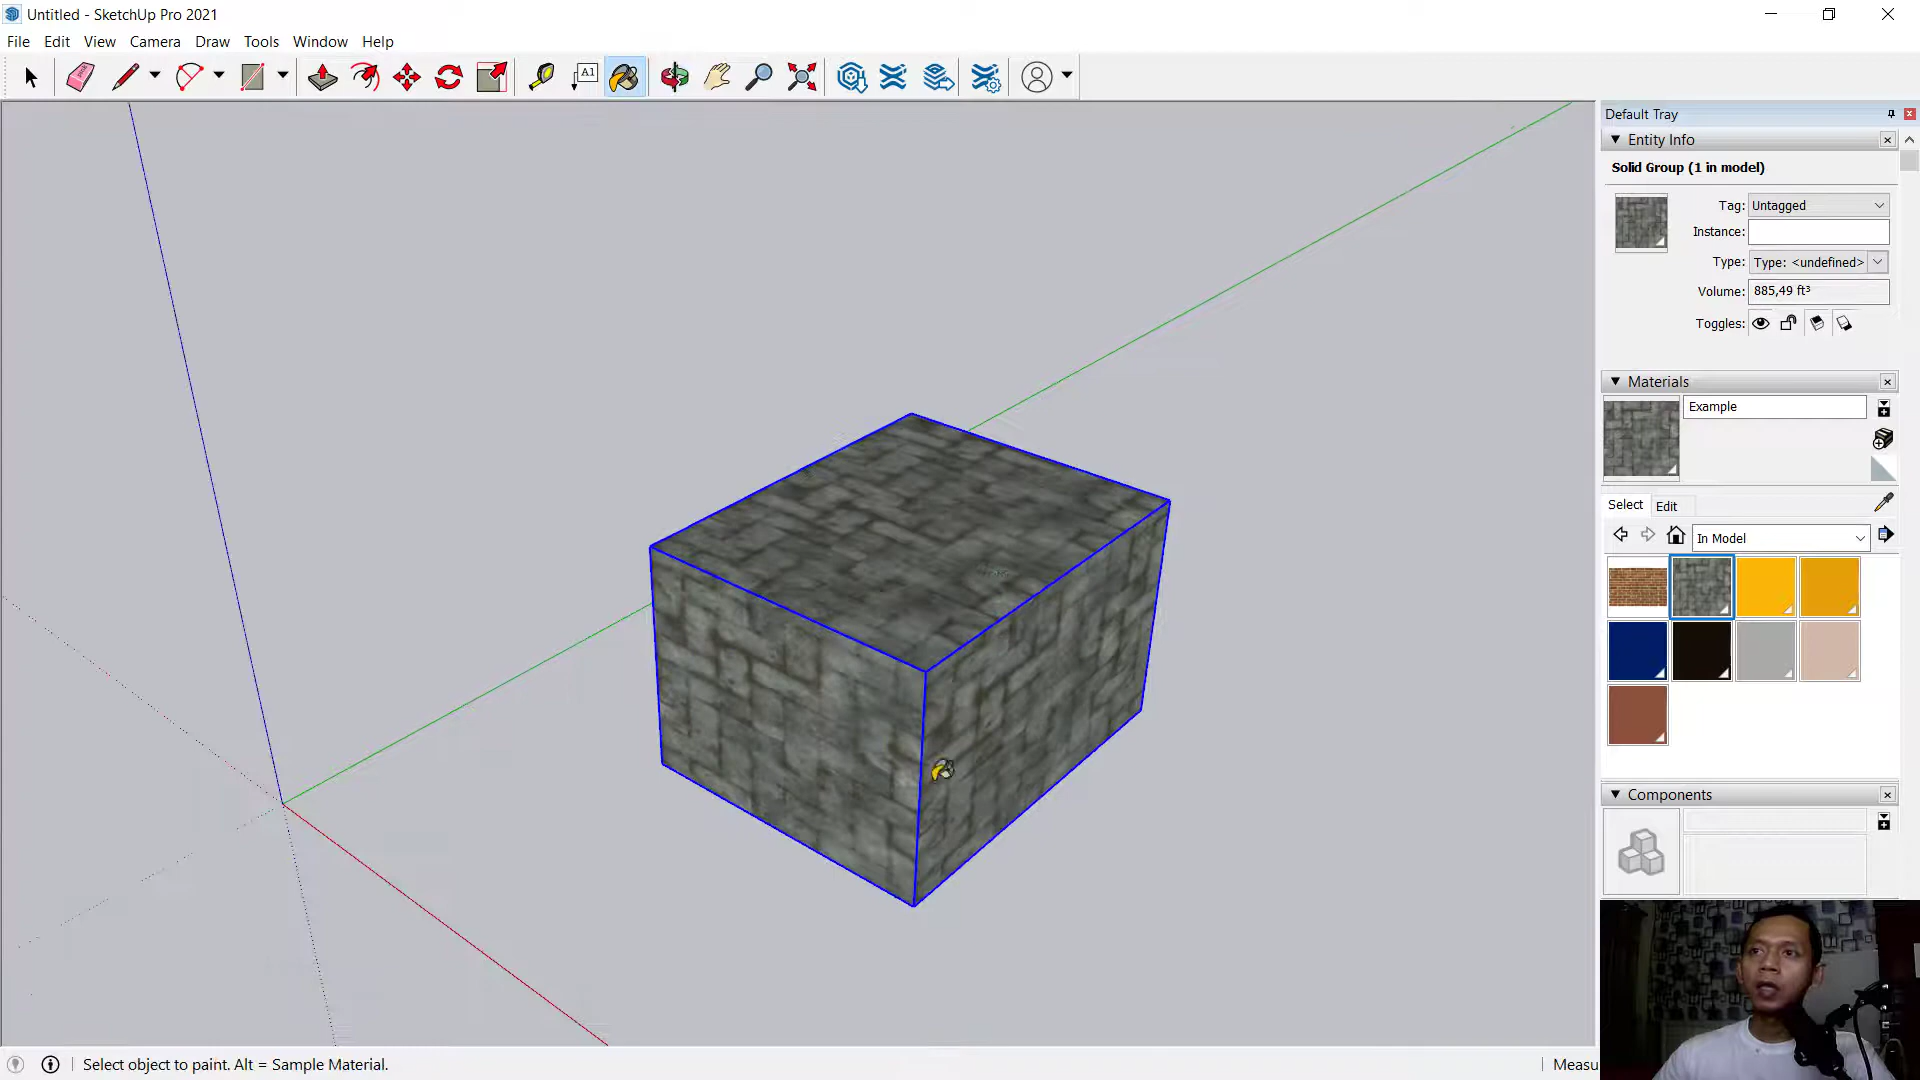 Untitled - SketchUp Pro 2021
File Edit View Camera Draw Tools Window Help
A1
Default Tray
Entity Info
Solid Group (1 in model)
Tag: Untagged
Instance:
Type: Type: <undefined>
Volume: 885,49 ft³
Toggles:
Materials
Example
Select Edit
In Model
Components
Select object to paint. Alt = Sample Material.
Measu